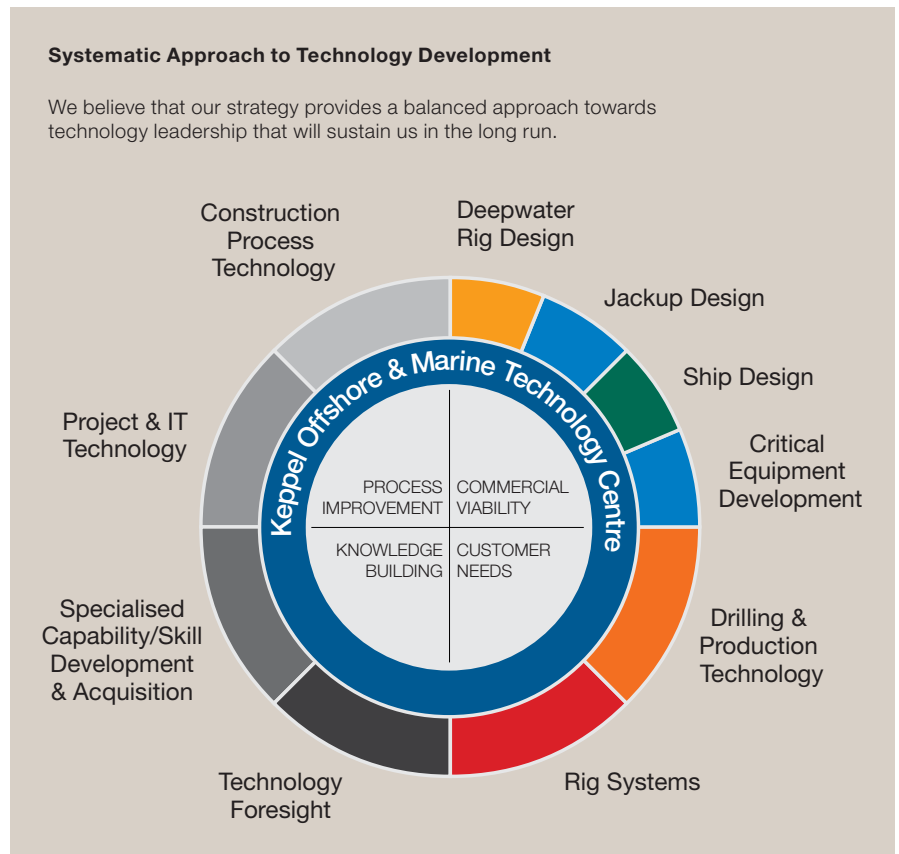 Systematic Approach to Technology Development
We believe that our strategy provides a balanced approach towards
technology leadership that will sustain us in the long run.
Construction
Process
Technology
Deepwater
Rig Design
Jackup Design
Ship Design
Critical
Equipment
Development
Drilling &
Production
Technology
Rig Systems
Technology
Foresight
Specialised
Capability/Skill
Development
& Acquisition
Project & IT
Technology
Keppel Offshore & Marine Technology Centre
PROCESS
IMPROVEMENT
COMMERCIAL
VIABILITY
KNOWLEDGE
BUILDING
CUSTOMER
NEEDS